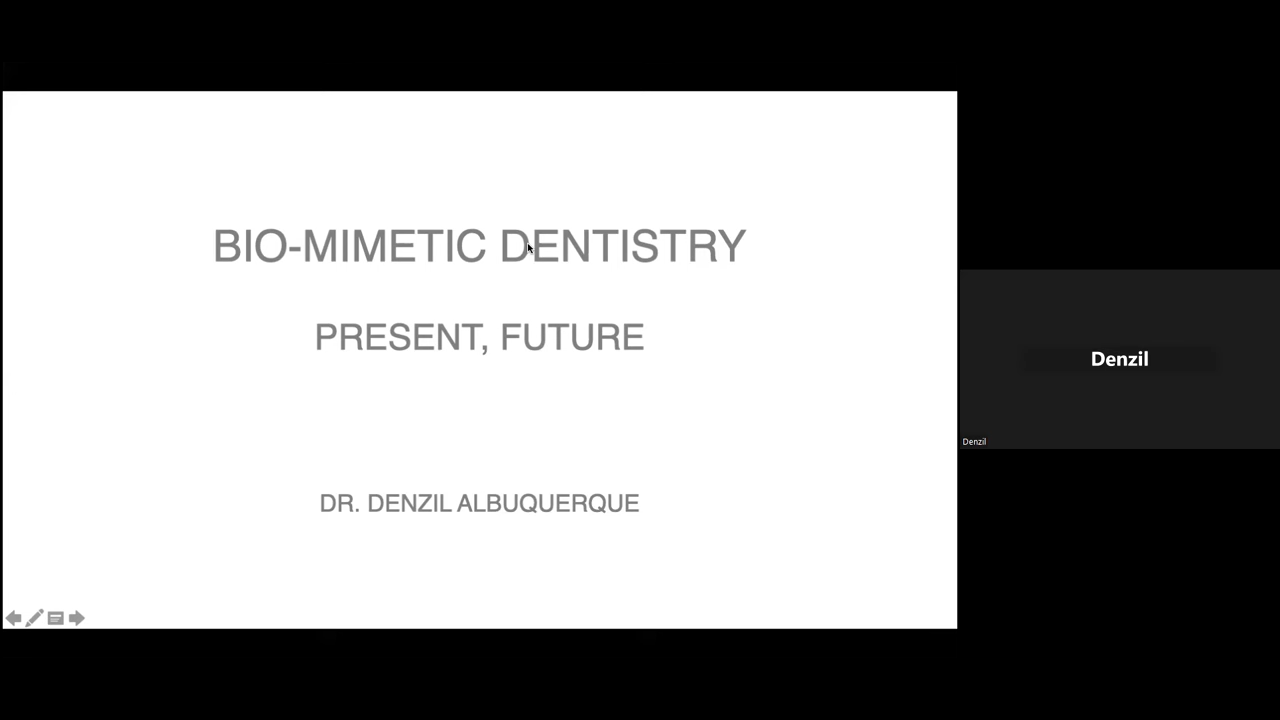 BIO-MIMETIC DENTISTRY
PRESENT, FUTURE
DR. DENZIL ALBUQUERQUE
Denzil
Denzil